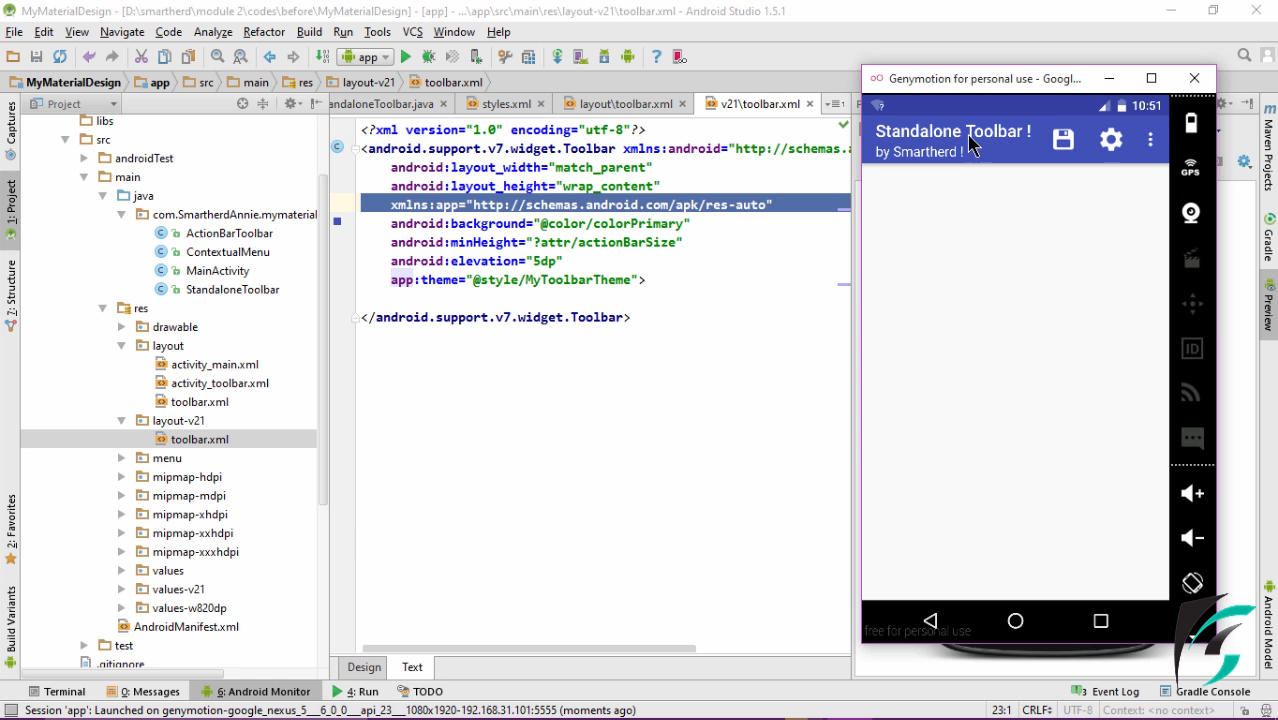 MyMaterialDesign - [D:\smartherd\module 2\codes\before\MyMaterialDesign] - [app] - ...\app\src\main\res\layout-v21\toolbar.xml - Android Studio 1.5.1
File Edit View Navigate Code Analyze Refactor Build Run Tools VCS Window Help
app
MyMaterialDesign app src main res layout-v21 toolbar.xml
Project
andaloneToolbar.java styles.xml layout\toolbar.xml v21\toolbar.xml
Captures
1: Project
7: Structure
2: Favorites
Build Variants
libs
src
androidTest
main
java
com.SmartherdAnnie.mymaterial
ActionBarToolbar
ContextualMenu
MainActivity
StandaloneToolbar
res
drawable
layout
activity_main.xml
activity_toolbar.xml
toolbar.xml
layout-v21
toolbar.xml
menu
mipmap-hdpi
mipmap-mdpi
mipmap-xhdpi
mipmap-xxhdpi
mipmap-xxxhdpi
values
values-v21
values-w820dp
AndroidManifest.xml
test
.gitignore
<?xml version="1.0" encoding="utf-8"?>
<android.support.v7.widget.Toolbar xmlns:android="http://schemas.a
android:layout_width="match_parent"
android:layout_height="wrap_content"
xmlns:app="http://schemas.android.com/apk/res-auto"
android:background="@color/colorPrimary"
android:minHeight="?attr/actionBarSize"
android:elevation="5dp"
app:theme="@style/MyToolbarTheme">
</android.support.v7.widget.Toolbar>
Design Text
Genymotion for personal use - Googl...
10:51
Standalone Toolbar !
by Smartherd !
GPS
ID
free for personal use
Maven Projects
Gradle
Preview
Android Model
Terminal 0: Messages 6: Android Monitor 4: Run TODO
3 Event Log Gradle Console
Session 'app': Launched on genymotion-google_nexus_5___6_0_0___api_23___1080x1920-192.168.31.101:5555 (moments ago)
23:1 CRLF÷ UTF-8 Context: <no context>